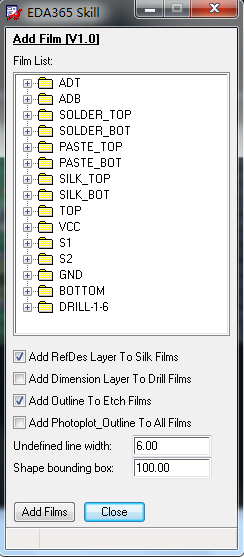 EDA365 Skill
Add Film [V1.0]
Film List:
ADT
ADB
SOLDER_TOP
SOLDER_BOT
PASTE_TOP
PASTE_BOT
SILK_TOP
SILK_BOT
TOP
VCC
S1
S2
GND
BOTTOM
DRILL-1-6
Add RefDes Layer To Silk Films
Add Dimension Layer To Drill Films
Add Outline To Etch Films
Add Photoplot_Outline To All Films
Undefined line width: 6.00
Shape bounding box: 100.00
Add Films Close